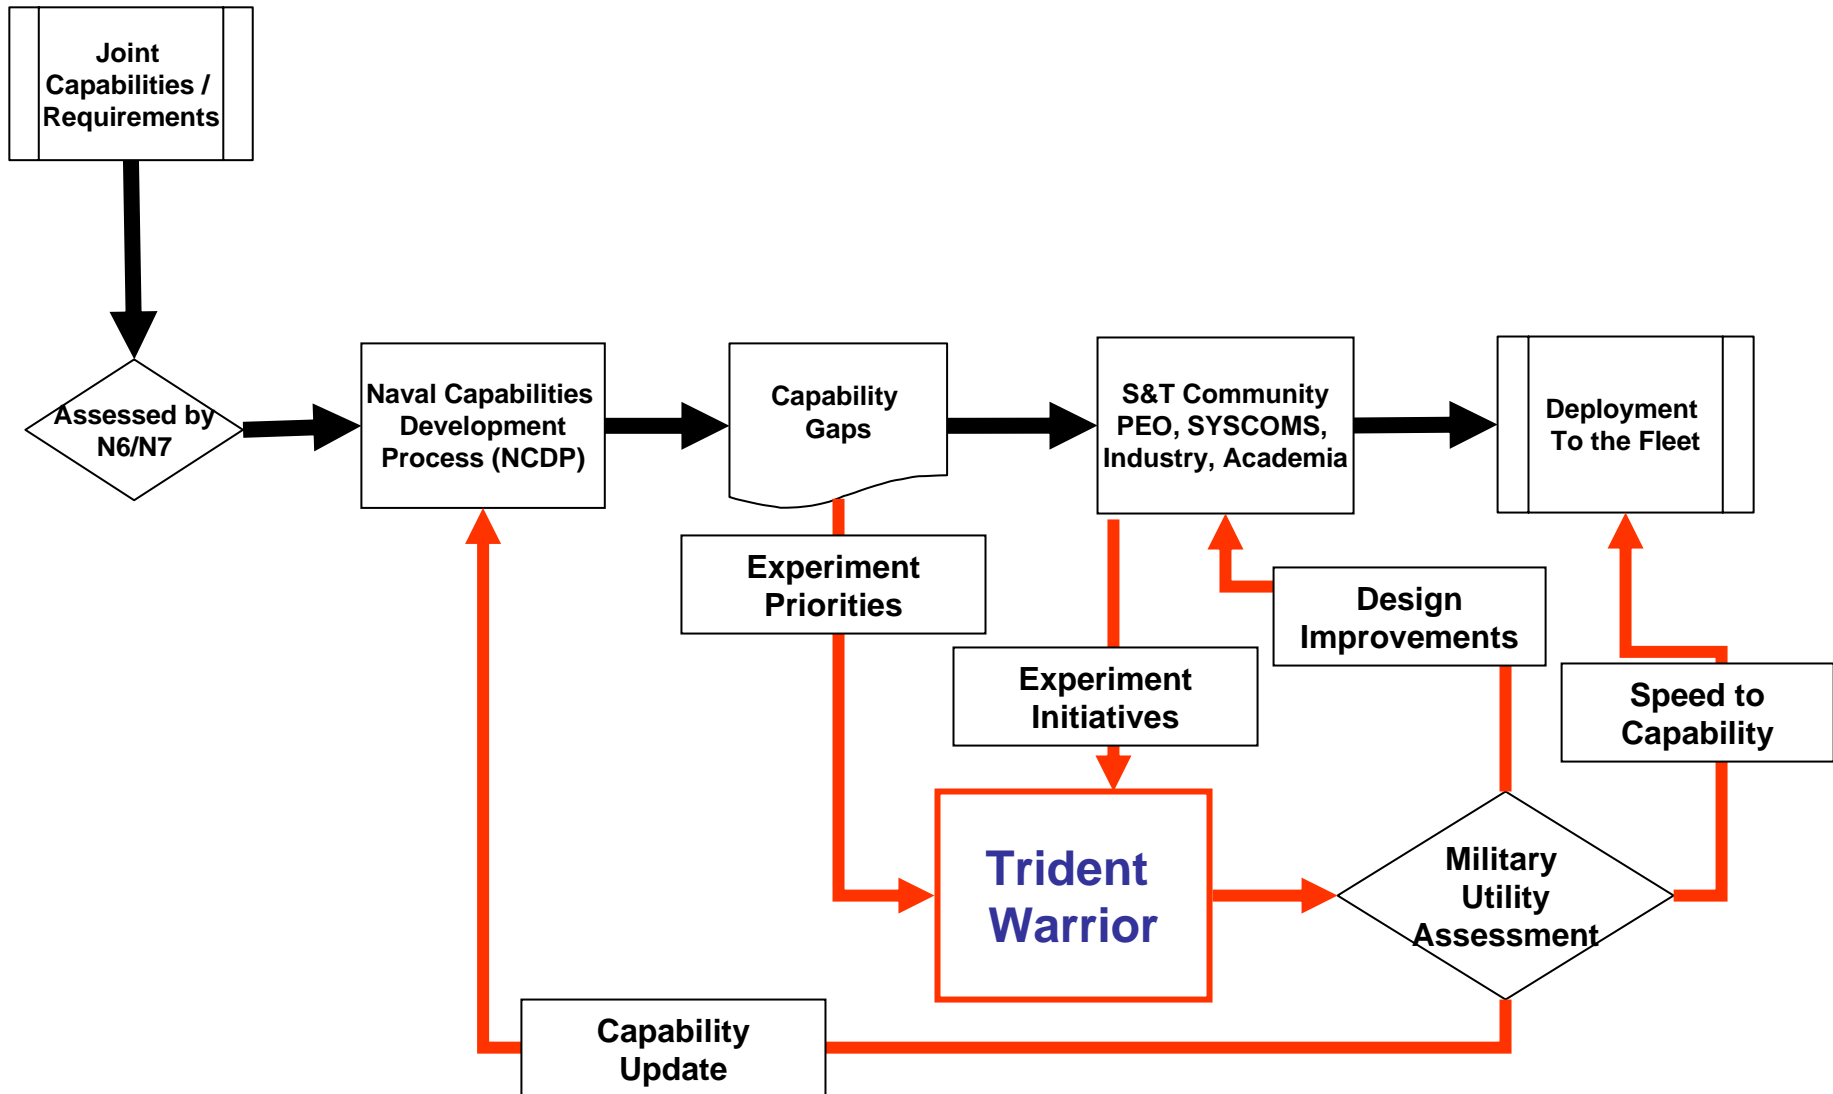 Joint
Capabilities /
Requirements
Assessed by
N6/N7
Naval Capabilities
Development
Process (NCDP)
Capability
Gaps
S&T Community
PEO, SYSCOMS,
Industry, Academia
Deployment
To the Fleet
Experiment
Priorities
Experiment
Initiatives
Design
Improvements
Speed to
Capability
Trident
Warrior
Military
Utility
Assessment
Capability
Update